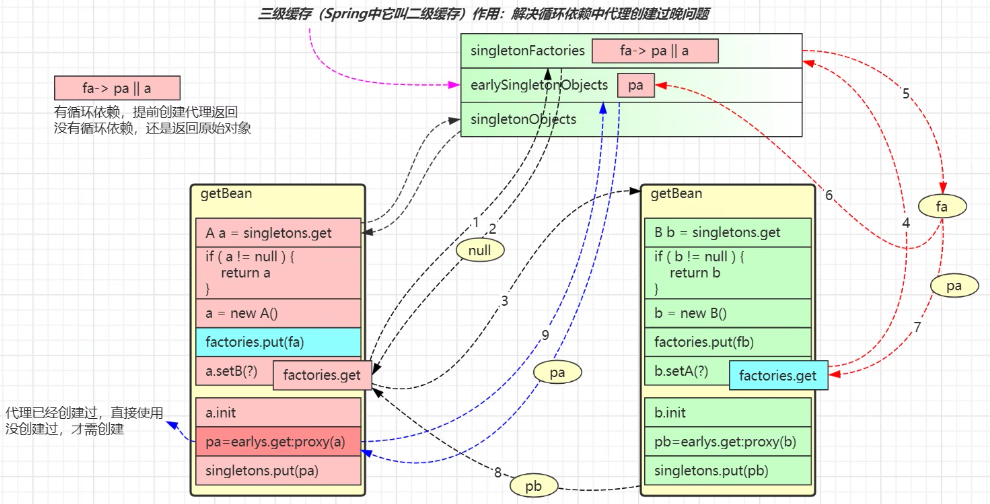 三级缓存（Spring中它叫二级缓存）作用：解决循环依赖中代理创建过晚问题
singletonFactories
fa-> pa || a
earlySingletonObjects
pa
singletonObjects
fa-> pa || a
有循环依赖，提前创建代理返回
没有循环依赖，还是返回原始对象
5
6
4
fa
pa
7
getBean
A a = singletons.get
if ( a != null ) {
return a
}
a = new A()
factories.put(fa)
a.setB(?)
factories.get
a.init
pa=earlys.get:proxy(a)
singletons.put(pa)
代理已经创建过，直接使用
没创建过，才需创建
1
2
null
3
9
pa
8
pb
getBean
B b = singletons.get
if ( b != null ) {
return b
}
b = new B()
factories.put(fb)
b.setA(?)
factories.get
b.init
pb=earlys.get:proxy(b)
singletons.put(pb)